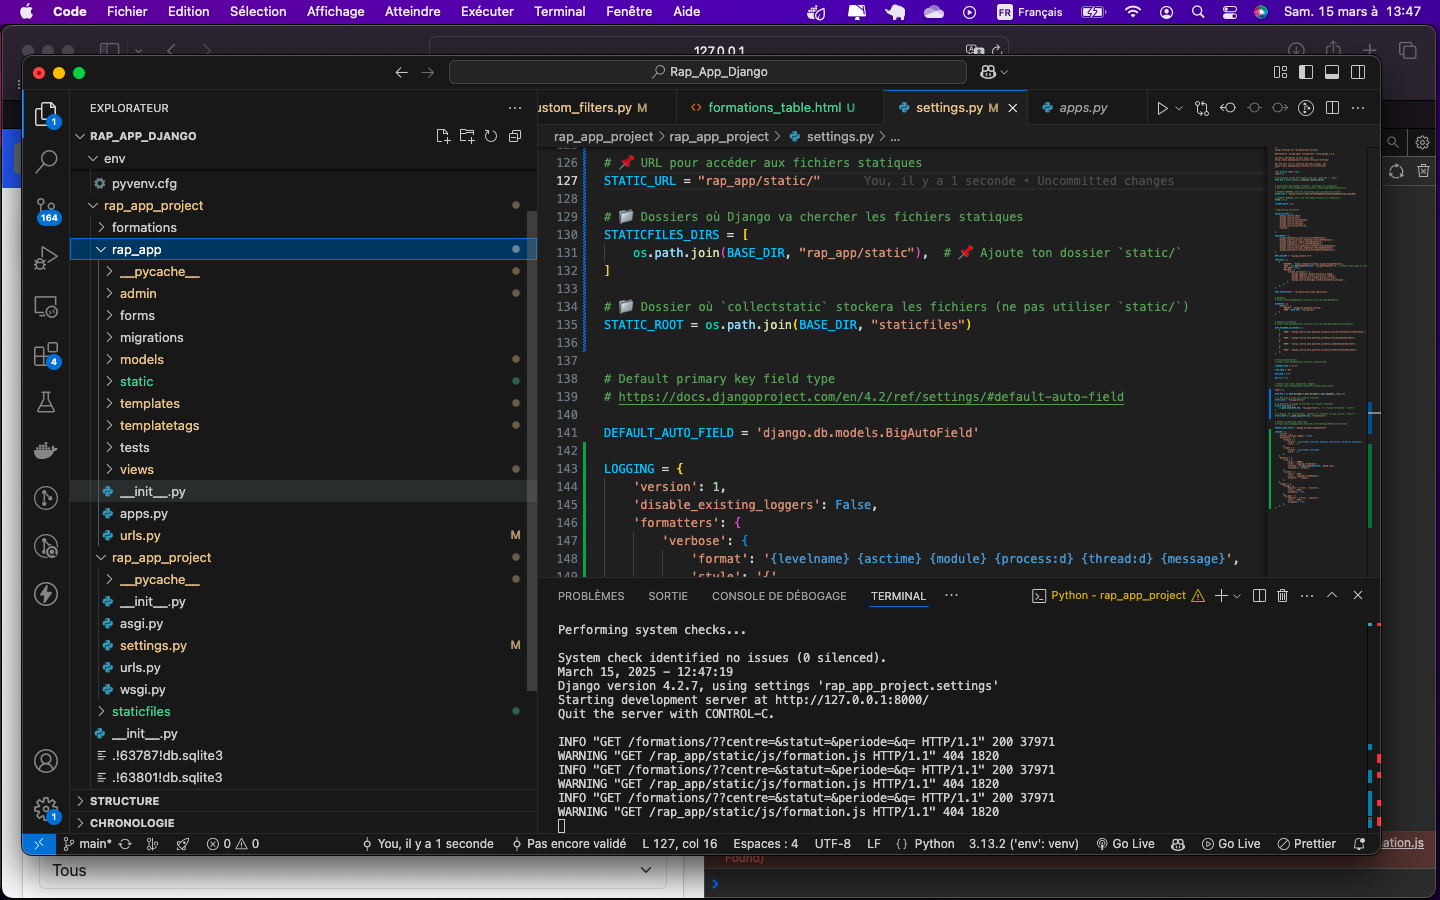 Code Fichier Edition Sélection Affichage Atteindre Exécuter Terminal Fenêtre Aide FR Français Sam. 15 mars à 13:47
127.0.0.1
Rap_App_Django
EXPLORATEUR
ustom_filters.py M formations_table.html U settings.py M apps.py
RAP_APP_DJANGO
rap_app_project > rap_app_project > settings.py > ...
env
pyvenv.cfg
rap_app_project
formations
rap_app
__pycache__
admin
forms
migrations
models
static
templates
templatetags
tests
views
__init__.py
apps.py
urls.py M
rap_app_project
__pycache__
__init__.py
asgi.py
settings.py M
urls.py
wsgi.py
staticfiles
__init__.py
.!63787!db.sqlite3
.!63801!db.sqlite3
STRUCTURE
CHRONOLOGIE
1
164
4
1
126 # 📌 URL pour accéder aux fichiers statiques
127 STATIC_URL = "rap_app/static/" You, il y a 1 seconde • Uncommitted changes
128
129 # 📁 Dossiers où Django va chercher les fichiers statiques
130 STATICFILES_DIRS = [
131 os.path.join(BASE_DIR, "rap_app/static"), # 📌 Ajoute ton dossier `static/`
132 ]
133
134 # 📁 Dossier où `collectstatic` stockera les fichiers (ne pas utiliser `static/`)
135 STATIC_ROOT = os.path.join(BASE_DIR, "staticfiles")
136
137
138 # Default primary key field type
139 # https://docs.djangoproject.com/en/4.2/ref/settings/#default-auto-field
140
141 DEFAULT_AUTO_FIELD = 'django.db.models.BigAutoField'
142
143 LOGGING = {
144 'version': 1,
145 'disable_existing_loggers': False,
146 'formatters': {
147 'verbose': {
148 'format': '{levelname} {asctime} {module} {process:d} {thread:d} {message}',
149 'style': '{'
PROBLÈMES SORTIE CONSOLE DE DÉBOGAGE TERMINAL Python - rap_app_project
Performing system checks...
System check identified no issues (0 silenced).
March 15, 2025 - 12:47:19
Django version 4.2.7, using settings 'rap_app_project.settings'
Starting development server at http://127.0.0.1:8000/
Quit the server with CONTROL-C.
INFO "GET /formations/??centre=&statut=&periode=&q= HTTP/1.1" 200 37971
WARNING "GET /rap_app/static/js/formation.js HTTP/1.1" 404 1820
INFO "GET /formations/??centre=&statut=&periode=&q= HTTP/1.1" 200 37971
WARNING "GET /rap_app/static/js/formation.js HTTP/1.1" 404 1820
INFO "GET /formations/??centre=&statut=&periode=&q= HTTP/1.1" 200 37971
WARNING "GET /rap_app/static/js/formation.js HTTP/1.1" 404 1820
main* 0 0 You, il y a 1 seconde Pas encore validé L 127, col 16 Espaces : 4 UTF-8 LF {} Python 3.13.2 ('env': venv) Go Live Go Live Prettier
ation.js
Found)
Tous